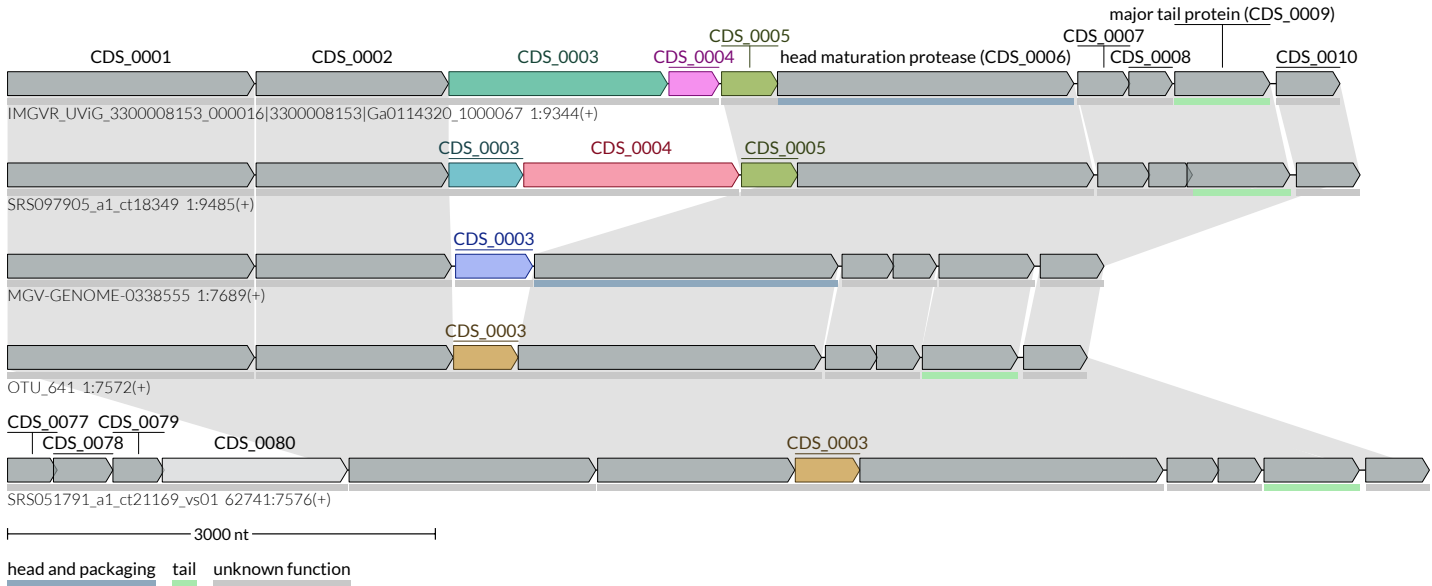 major tail protein (CDS_0009)
CDS_0005 CDS_0007
CDS_0001 CDS_0002 CDS_0003 CDS_0004 head maturation protease (CDS_0006) CDS_0008 CDS_0010
IMGVR_UViG_3300008153_000016|3300008153|Ga0114320_1000067 1:9344(+)
CDS_0003 CDS_0004 CDS_0005
SRS097905_a1_ct18349 1:9485(+)
CDS_0003
MGV-GENOME-0338555 1:7689(+)
CDS_0003
OTU_641 1:7572(+)
CDS_0077 CDS_0079
CDS_0078 CDS_0080 CDS_0003
SRS051791_a1_ct21169_vs01 62741:7576(+)
3000 nt
head and packaging tail unknown function